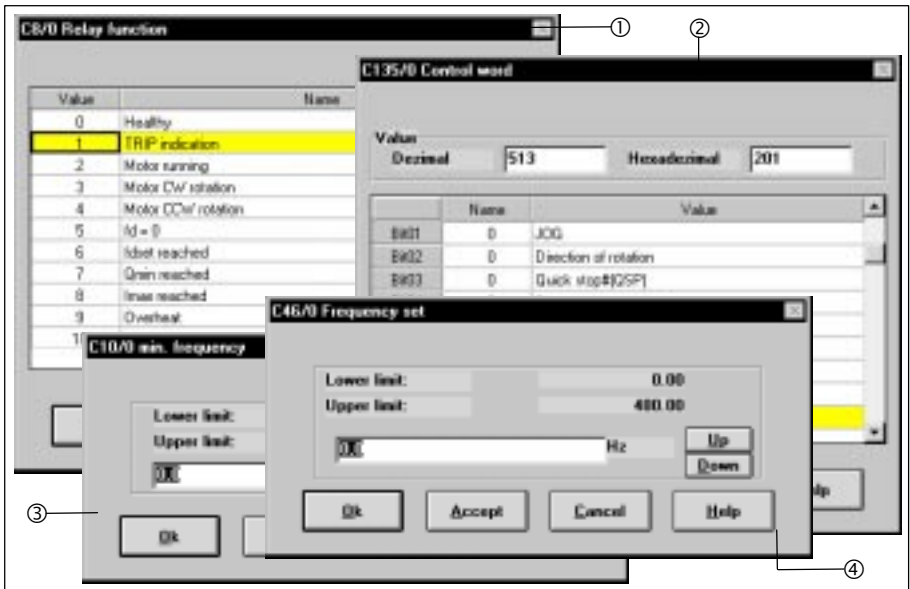 C8/0 Relay function
①
Value Name
0 Healthy
1 TRIP indication
2 Motor running
3 Motor CW rotation
4 Motor CCW rotation
5 fd = 0
6 fdset reached
7 Qmin reached
8 Imax reached
9 Overheat
②
C135/0 Control word
Value
Dezimal 513 Hexadezimal 201
Name Value
Bit01 0 JOG
Bit02 0 Direction of rotation
Bit03 0 Quick stop#(QSP)
③
C10/0 min. frequency
Lower limit:
Upper limit:
Ok
C46/0 Frequency set
Lower limit: 0.00
Upper limit: 400.00
Hz
Up
Down
Ok Accept Cancel Help
④